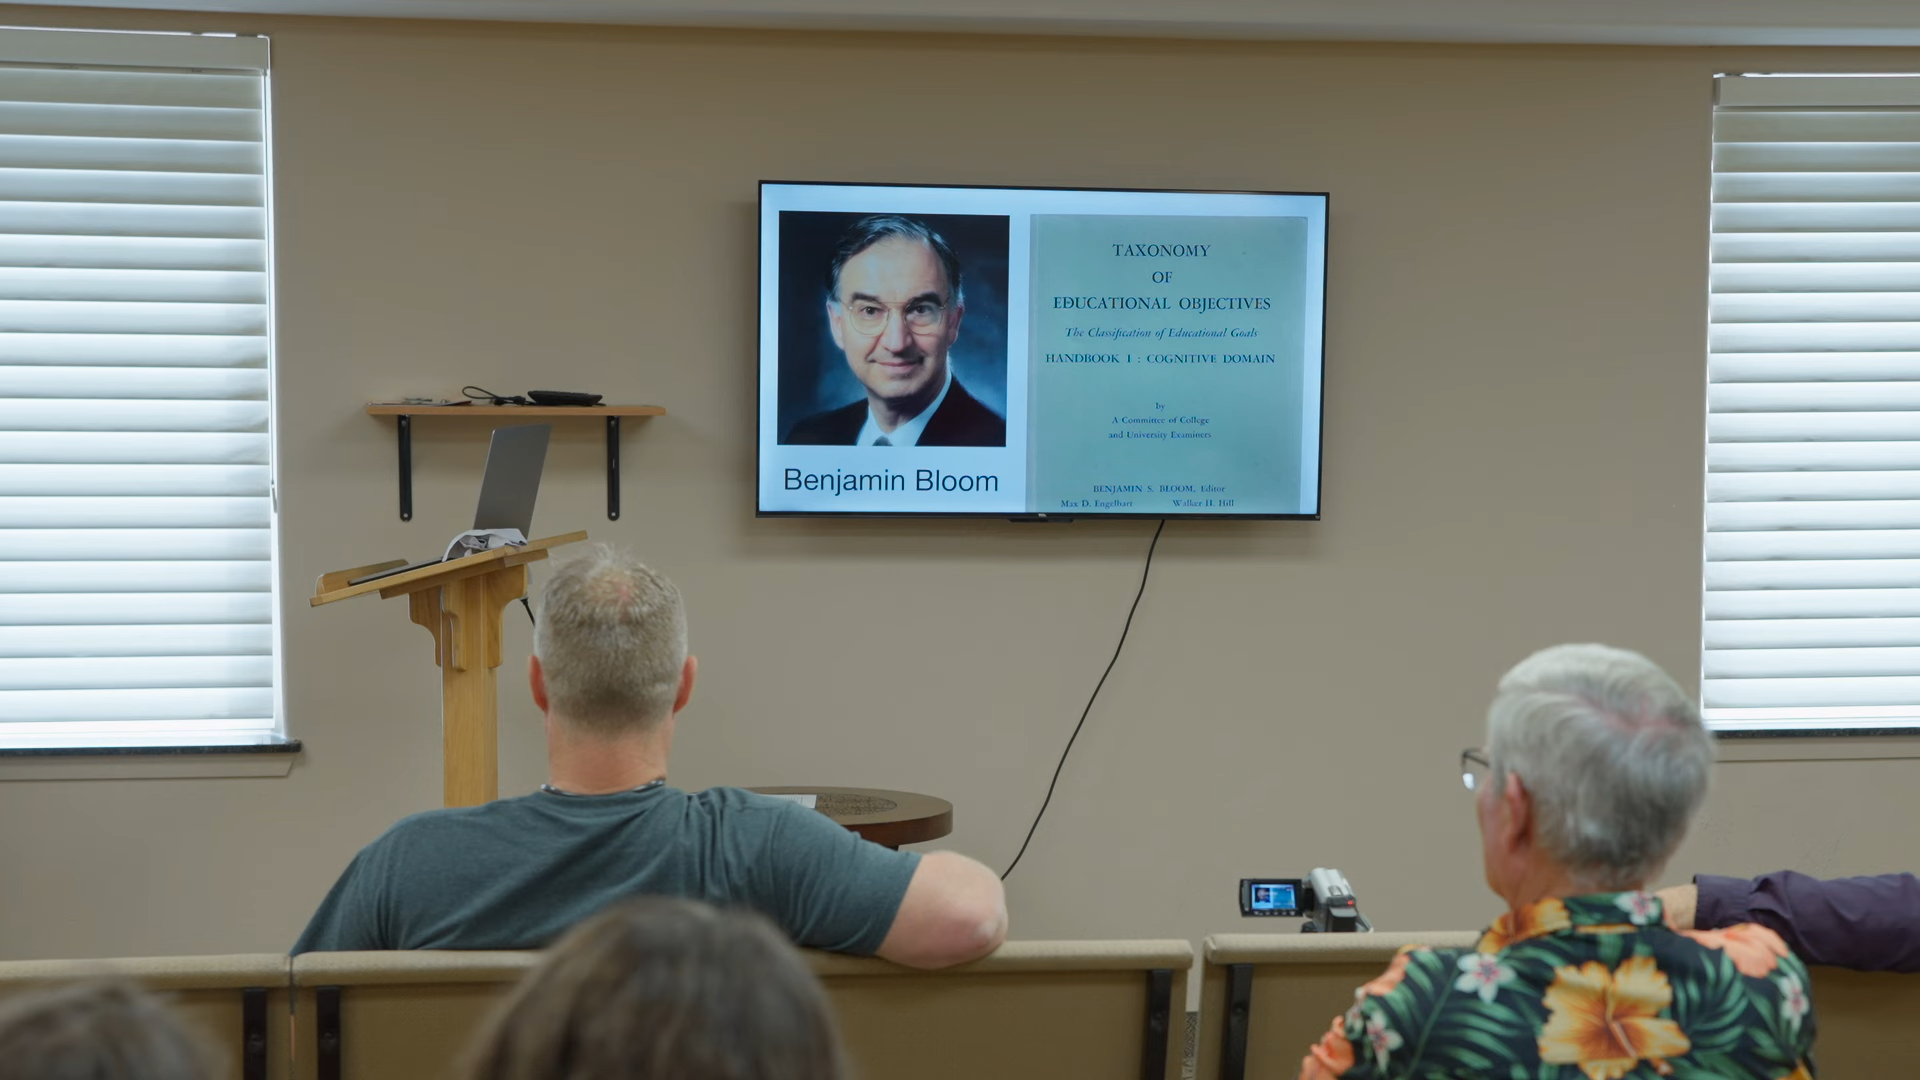 Benjamin Bloom
TAXONOMY
OF
EDUCATIONAL OBJECTIVES
The Classification of Educational Goals
HANDBOOK I : COGNITIVE DOMAIN
by
A Committee of College
and University Examiners
BENJAMIN S. BLOOM, Editor
Max D. Engelhart Walker H. Hill